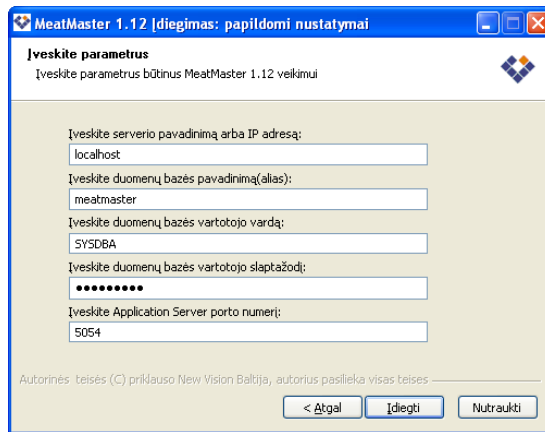 MeatMaster 1.12 Įdiegimas: papildomi nustatymai
Įveskite parametrus
Įveskite parametrus būtinus MeatMaster 1.12 veikimui
Įveskite serverio pavadinimą arba IP adresą:
localhost
Įveskite duomenų bazės pavadinimą(alias):
meatmaster
Įveskite duomenų bazės vartotojo vardą:
SYSDBA
Įveskite duomenų bazės vartotojo slaptažodį:
●●●●●●●●●
Įveskite Application Server porto numerį:
5054
Autorinės teisės (C) priklauso New Vision Baltija, autorius pasilieka visas teises
< Atgal Įdiegti Nutraukti